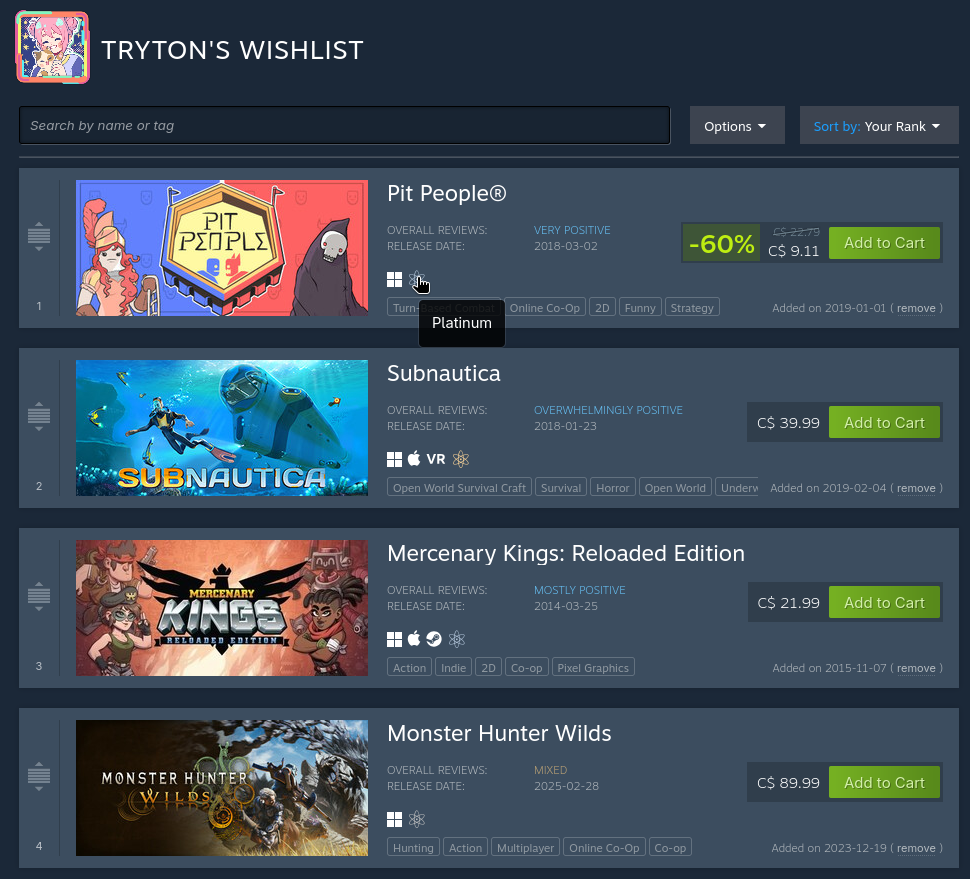 TRYTON'S WISHLIST
Search by name or tag
Options
Sort by: Your Rank
PIT PEOPLE
1
Pit People®
OVERALL REVIEWS: VERY POSITIVE
RELEASE DATE: 2018-03-02
-60%
C$ 22.79
C$ 9.11
Add to Cart
Turn-Based Combat Online Co-Op 2D Funny Strategy
Added on 2019-01-01 ( remove )
Platinum
SUBNAUTICA
2
Subnautica
OVERALL REVIEWS: OVERWHELMINGLY POSITIVE
RELEASE DATE: 2018-01-23
C$ 39.99
Add to Cart
VR
Open World Survival Craft Survival Horror Open World Underw
Added on 2019-02-04 ( remove )
MERCENARY
KINGS
RELOADED EDITION
3
Mercenary Kings: Reloaded Edition
OVERALL REVIEWS: MOSTLY POSITIVE
RELEASE DATE: 2014-03-25
C$ 21.99
Add to Cart
Action Indie 2D Co-op Pixel Graphics
Added on 2015-11-07 ( remove )
MONSTER HUNTER
WILDS
4
Monster Hunter Wilds
OVERALL REVIEWS: MIXED
RELEASE DATE: 2025-02-28
C$ 89.99
Add to Cart
Hunting Action Multiplayer Online Co-Op Co-op
Added on 2023-12-19 ( remove )